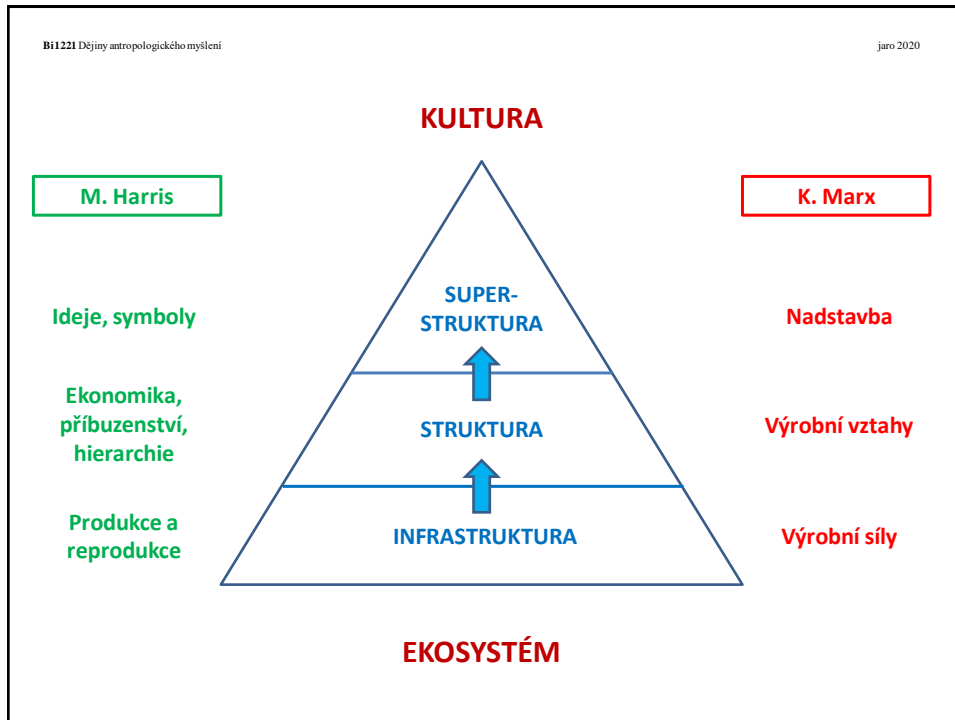 Bi1221 Dějiny antropologického myšlení
jaro 2020
KULTURA
M. Harris
K. Marx
SUPER-
STRUKTURA
Ideje, symboly
Nadstavba
Ekonomika,
příbuzenství,
hierarchie
STRUKTURA
Výrobní vztahy
Produkce a
reprodukce
INFRASTRUKTURA
Výrobní síly
EKOSYSTÉM